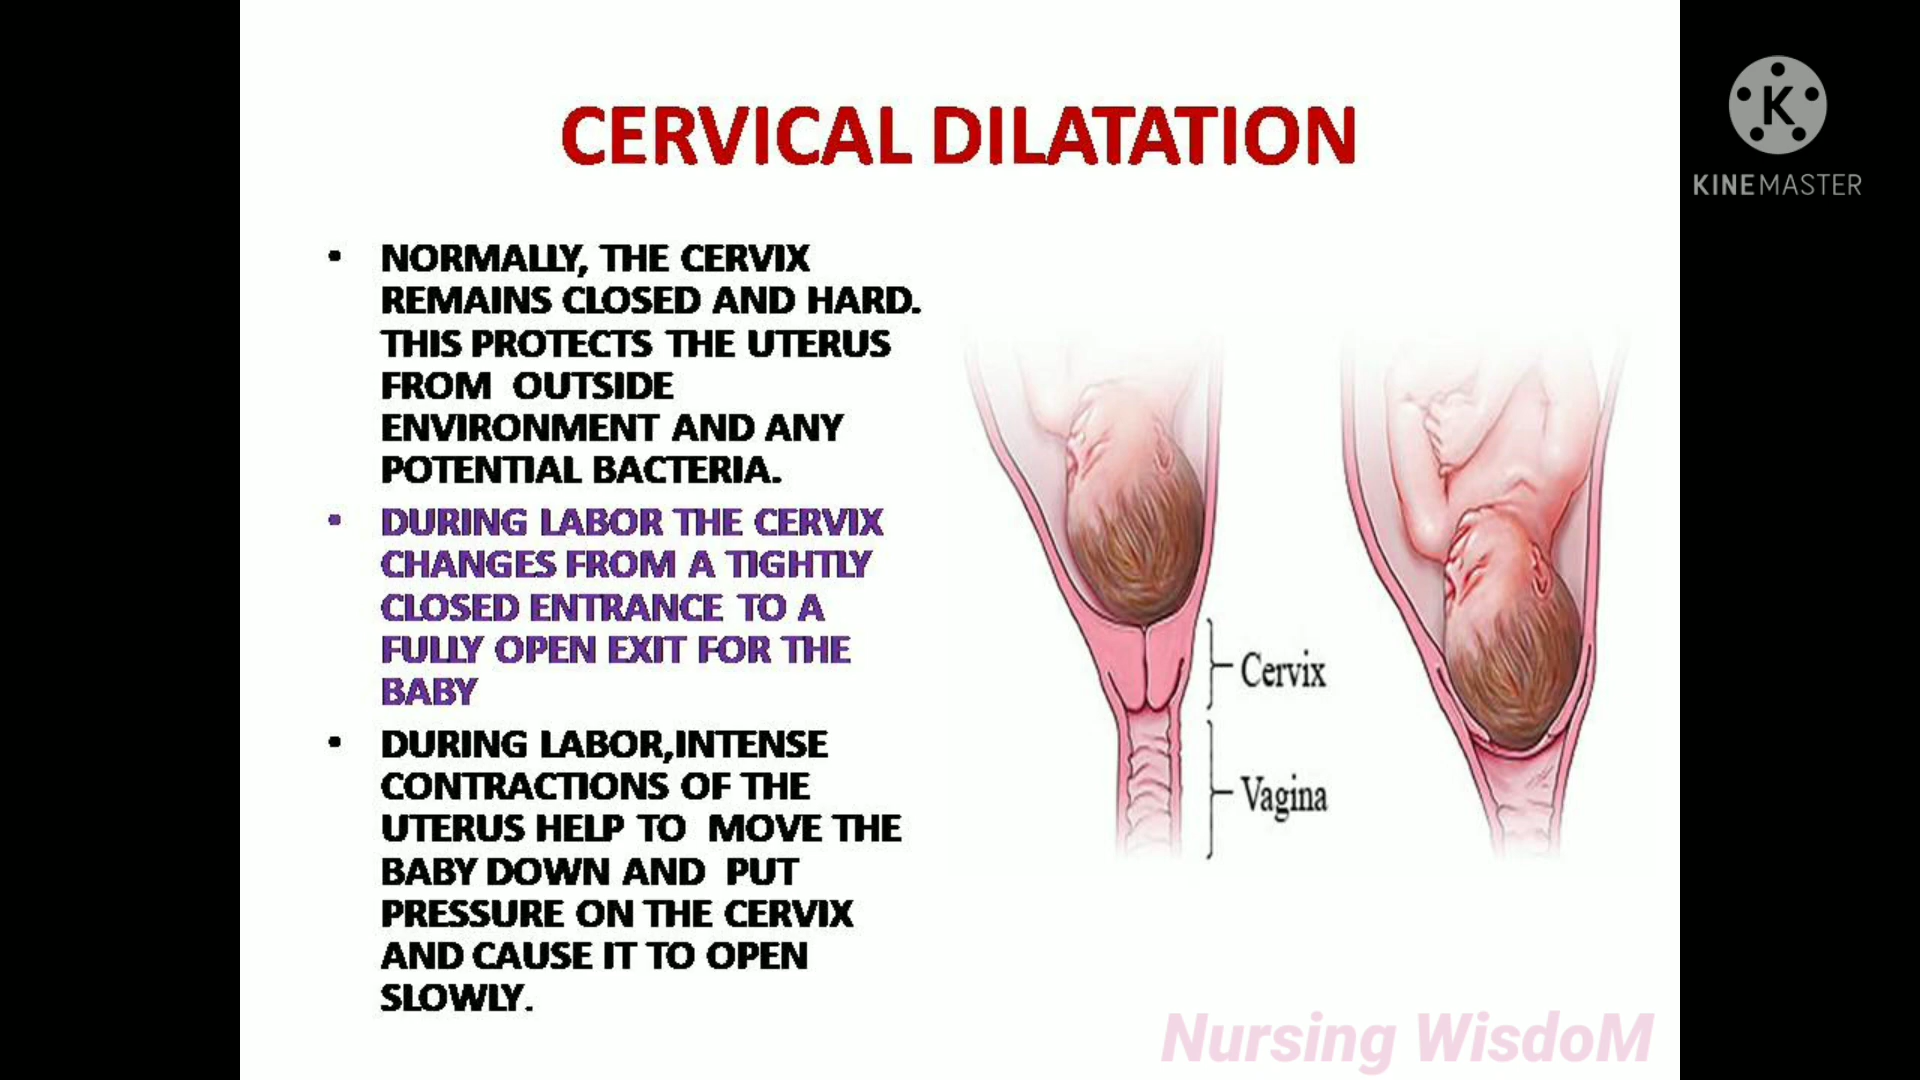 CERVICAL DILATATION
KINEMASTER
• NORMALLY, THE CERVIX
REMAINS CLOSED AND HARD.
THIS PROTECTS THE UTERUS
FROM OUTSIDE
ENVIRONMENT AND ANY
POTENTIAL BACTERIA.
• DURING LABOR THE CERVIX
CHANGES FROM A TIGHTLY
CLOSED ENTRANCE TO A
FULLY OPEN EXIT FOR THE
BABY
• DURING LABOR,INTENSE
CONTRACTIONS OF THE
UTERUS HELP TO MOVE THE
BABY DOWN AND PUT
PRESSURE ON THE CERVIX
AND CAUSE IT TO OPEN
SLOWLY.
Cervix
Vagina
Nursing WisdoM